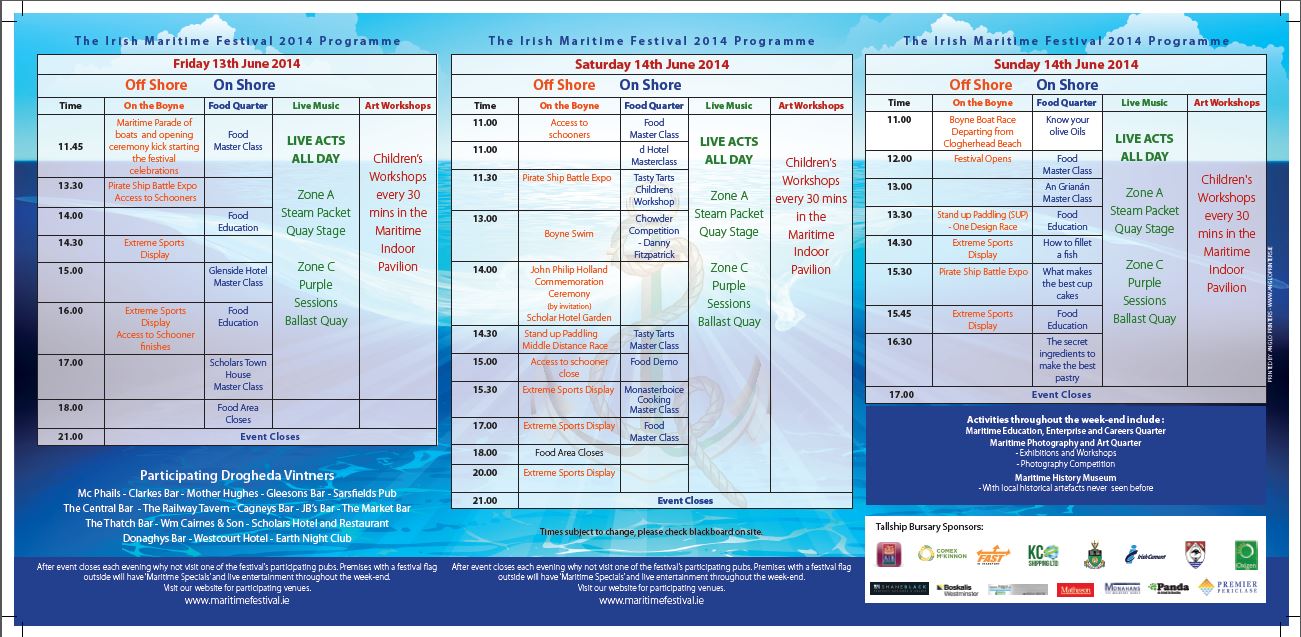 The Irish Maritime Festival 2014 Programme
Friday 13th June 2014
Off Shore On Shore
Time On the Boyne Food Quarter Live Music Art Workshops
11.45
Maritime Parade of
boats and opening
ceremony kick starting
the festival
celebrations
Food
Master Class
13.30
Pirate Ship Battle Expo
Access to Schooners
14.00
Food
Education
14.30
Extreme Sports
Display
15.00
Glenside Hotel
Master Class
16.00
Extreme Sports
Display
Access to Schooner
finishes
Food
Education
17.00
Scholars Town
House
Master Class
18.00
Food Area
Closes
21.00 Event Closes
LIVE ACTS
ALL DAY
Zone A
Steam Packet
Quay Stage
Zone C
Purple
Sessions
Ballast Quay
Children's
Workshops
every 30
mins in the
Maritime
Indoor
Pavilion
Participating Drogheda Vintners
Mc Phails - Clarkes Bar - Mother Hughes - Gleesons Bar - Sarsfields Pub
The Central Bar - The Railway Tavern - Cagneys Bar - JB's Bar - The Market Bar
The Thatch Bar - Wm Cairnes & Son - Scholars Hotel and Restaurant
Donaghys Bar - Westcourt Hotel - Earth Night Club
After event closes each evening why not visit one of the festival's participating pubs. Premises with a festival flag
outside will have 'Maritime Specials' and live entertainment throughout the week-end.
Visit our website for participating venues.
www.maritimefestival.ie
The Irish Maritime Festival 2014 Programme
Saturday 14th June 2014
Off Shore On Shore
Time On the Boyne Food Quarter Live Music Art Workshops
11.00
Access to
schooners
Food
Master Class
11.00
d Hotel
Masterclass
11.30
Pirate Ship Battle Expo
Tasty Tarts
Childrens
Workshop
13.00
Boyne Swim
Chowder
Competition
- Danny
Fitzpatrick
14.00
John Philip Holland
Commemoration
Ceremony
(by invitation)
Scholar Hotel Garden
14.30
Stand up Paddling
Middle Distance Race
Tasty Tarts
Master Class
15.00
Access to schooner
close
Food Demo
15.30
Extreme Sports Display
Monasterboice
Cooking
Master Class
17.00
Extreme Sports Display
Food
Master Class
18.00
Food Area Closes
20.00
Extreme Sports Display
21.00 Event Closes
LIVE ACTS
ALL DAY
Zone A
Steam Packet
Quay Stage
Zone C
Purple
Sessions
Ballast Quay
Children's
Workshops
every 30 mins
in the
Maritime
Indoor
Pavilion
Times subject to change, please check blackboard on site.
After event closes each evening why not visit one of the festival's participating pubs. Premises with a festival flag
outside will have 'Maritime Specials' and live entertainment throughout the week-end.
Visit our website for participating venues.
www.maritimefestival.ie
The Irish Maritime Festival 2014 Programme
Sunday 14th June 2014
Off Shore On Shore
Time On the Boyne Food Quarter Live Music Art Workshops
11.00
Boyne Boat Race
Departing from
Clogherhead Beach
Know your
olive Oils
12.00
Festival Opens
Food
Master Class
13.00
An Grianán
Master Class
13.30
Stand up Paddling (SUP)
- One Design Race
Food
Education
14.30
Extreme Sports
Display
How to fillet
a fish
15.30
Pirate Ship Battle Expo
What makes
the best cup
cakes
15.45
Extreme Sports
Display
Food
Education
16.30
The secret
ingredients to
make the best
pastry
17.00 Event Closes
LIVE ACTS
ALL DAY
Zone A
Steam Packet
Quay Stage
Zone C
Purple
Sessions
Ballast Quay
Children's
Workshops
every 30
mins in the
Maritime
Indoor
Pavilion
Activities throughout the week-end include :
Maritime Education, Enterprise and Careers Quarter
Maritime Photography and Art Quarter
- Exhibitions and Workshops
- Photography Competition
Maritime History Museum
- With local historical artefacts never seen before
Tallship Bursary Sponsors:
COMEX
McKINNON
FAST
KC
SHIPPING LTD
Irish Cement
Oxigen
SHANE BLACK
Boskalis
Westminster
Matheson
MONAHANS
Panda
PREMIER
PERICLASE
PRINTED BY ANGLO PRINTERS - WWW.ANGLOPRINTERS.IE